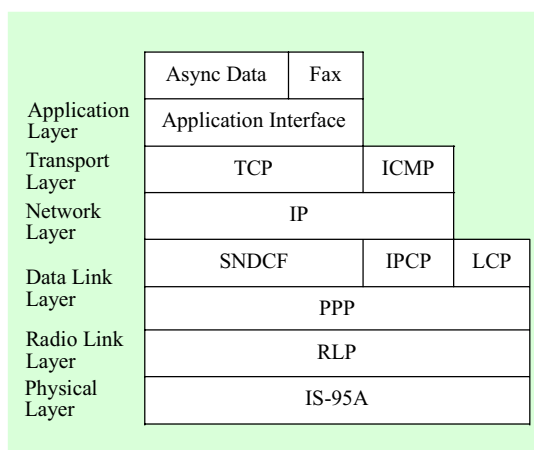 Async Data Fax
Application
Layer
Application Interface
Transport
Layer
TCP ICMP
Network
Layer
IP
Data Link
Layer
SNDCF IPCP LCP
PPP
Radio Link
Layer
RLP
Physical
Layer
IS-95A